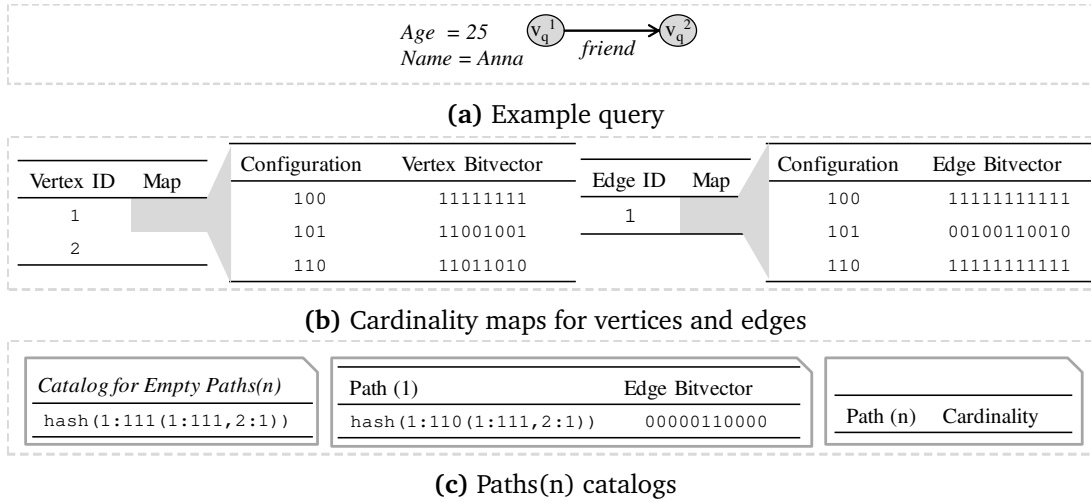 Age = 25
Name = Anna
v_q^1
friend
v_q^2
(a) Example query
Vertex ID Map
1
2
Configuration Vertex Bitvector
100 11111111
101 11001001
110 11011010
Edge ID Map
1
Configuration Edge Bitvector
100 11111111111
101 00100110010
110 11111111111
(b) Cardinality maps for vertices and edges
Catalog for Empty Paths(n)
hash(1:111(1:111,2:1))
Path (1) Edge Bitvector
hash(1:110(1:111,2:1)) 00000110000
Path (n) Cardinality
(c) Paths(n) catalogs